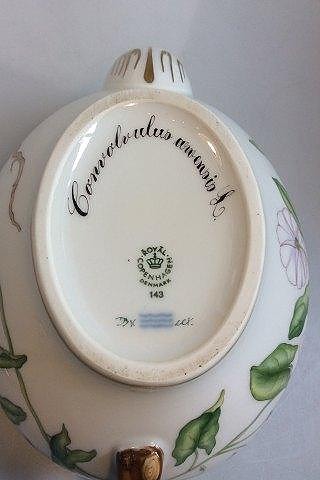 Convolvulus arvensis L.
ROYAL
COPENHAGEN
DENMARK
143